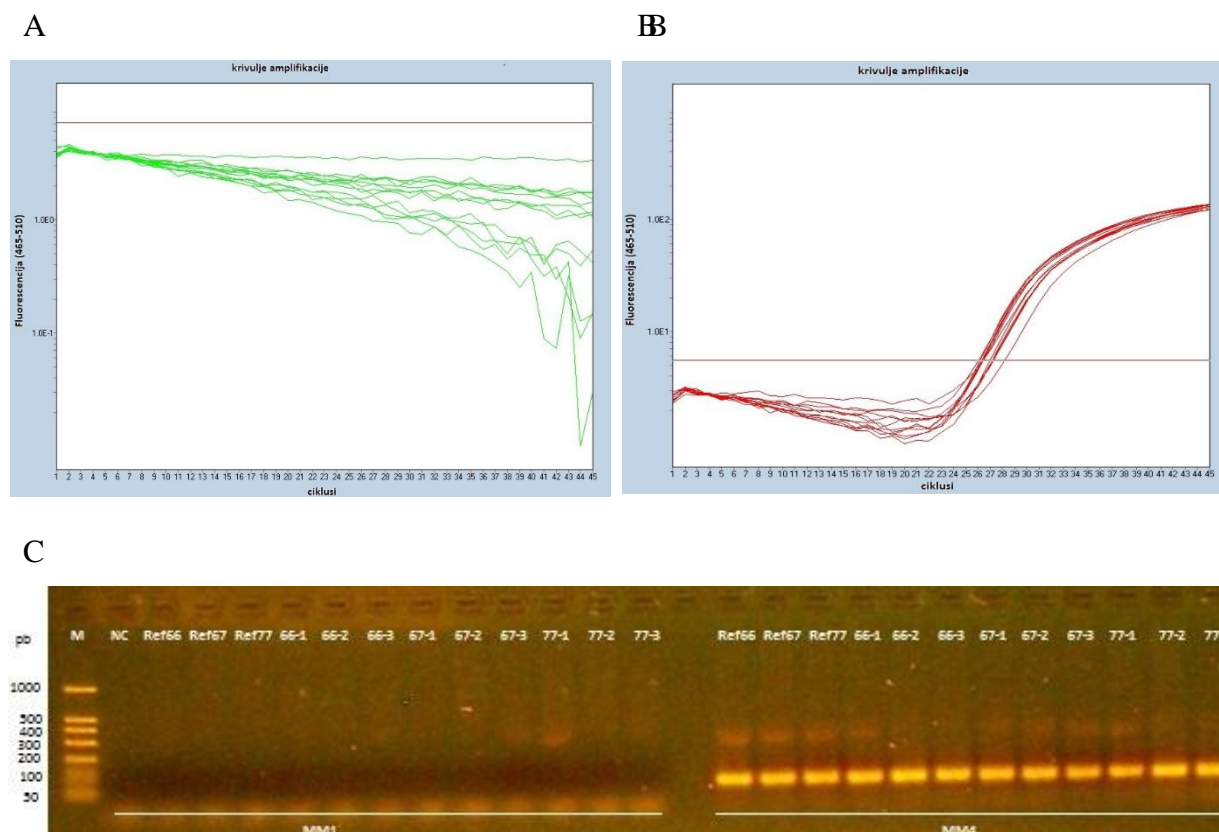 A
BB
krivulje amplifikacije
Fluorescencija (465-510)
1.0E0
1.0E-1
1 2 3 4 5 6 7 8 9 10 11 12 13 14 15 16 17 18 19 20 21 22 23 24 25 26 27 28 29 30 31 32 33 34 35 36 37 38 39 40 41 42 43 44 45
ciklusi
krivulje amplifikacije
Fluorescencija (465-510)
1.0E2
1.0E1
1 2 3 4 5 6 7 8 9 10 11 12 13 14 15 16 17 18 19 20 21 22 23 24 25 26 27 28 29 30 31 32 33 34 35 36 37 38 39 40 41 42 43 44 45
ciklusi
C
pb M NC Ref66 Ref67 Ref77 66-1 66-2 66-3 67-1 67-2 67-3 77-1 77-2 77-3 Ref66 Ref67 Ref77 66-1 66-2 66-3 67-1 67-2 67-3 77-1 77-2 77
1000
500
400
300
200
100
50
MM1 MM4